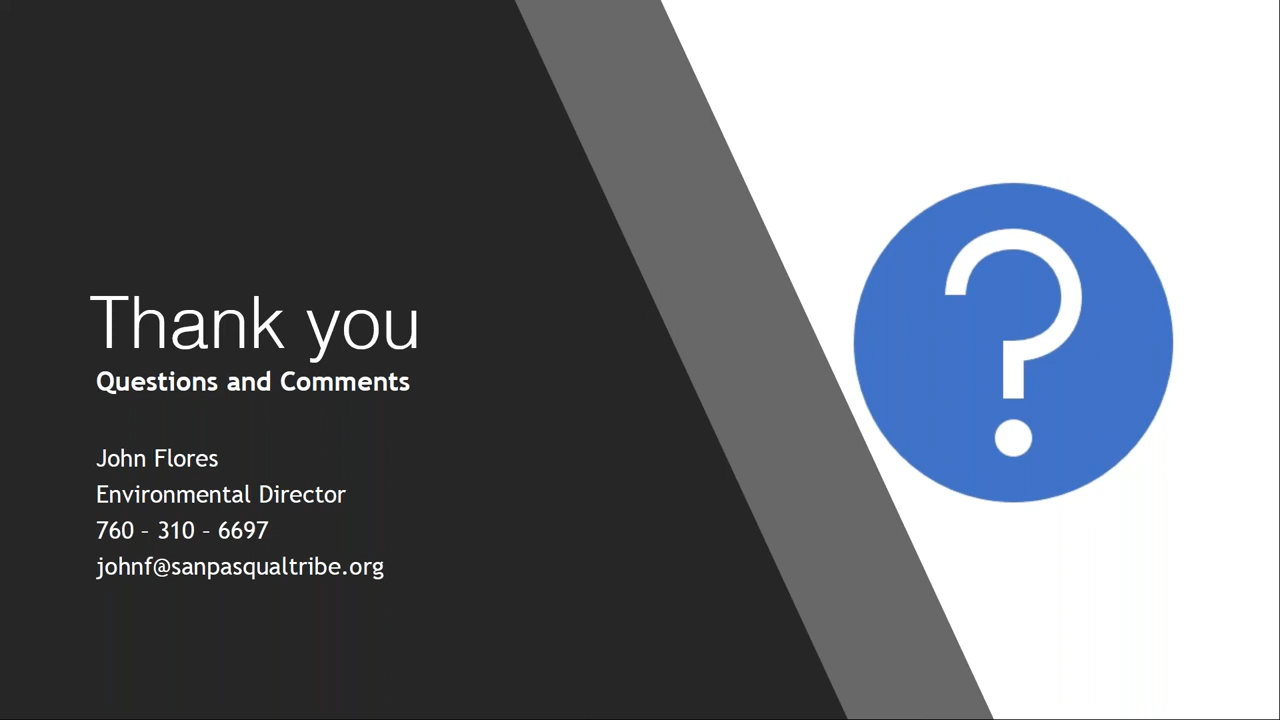 Thank you
Questions and Comments
John Flores
Environmental Director
760 - 310 - 6697
johnf@sanpasqualtribe.org
?